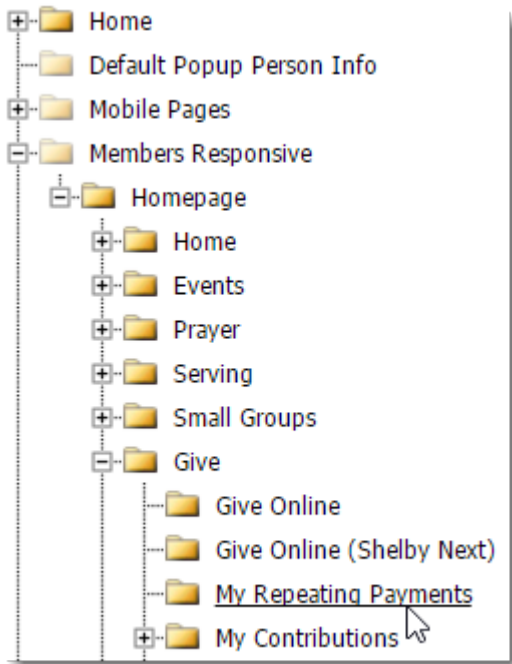 Home
Default Popup Person Info
Mobile Pages
Members Responsive
Homepage
Home
Events
Prayer
Serving
Small Groups
Give
Give Online
Give Online (Shelby Next)
My Repeating Payments
My Contributions